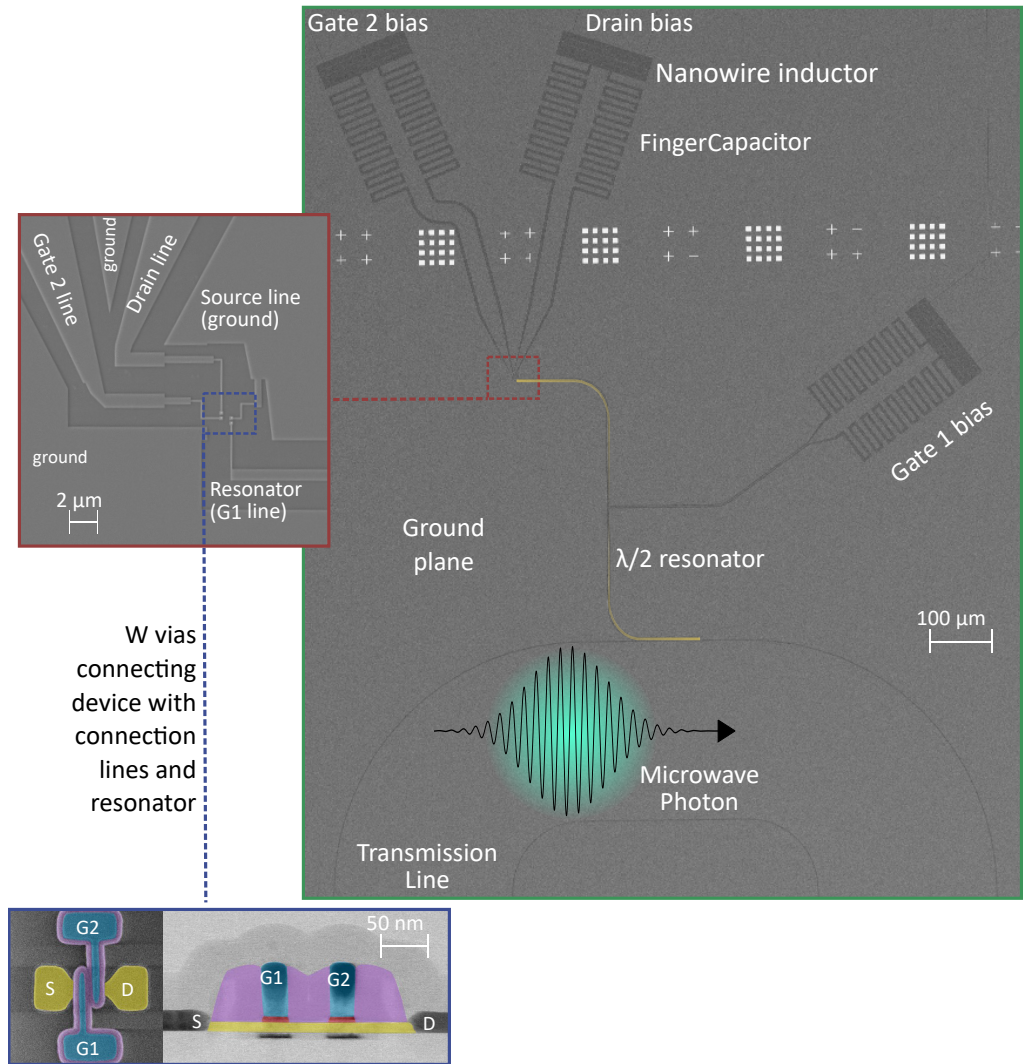 Gate 2 bias
Drain bias
Nanowire inductor
FingerCapacitor
Gate 2 line
ground
Drain line
Source line
(ground)
ground
2 µm
Resonator
(G1 line)
Gate 1 bias
Ground
plane
λ/2 resonator
100 µm
W vias
connecting
device with
connection
lines and
resonator
Microwave
Photon
Transmission
Line
G2
S
D
G1
50 nm
G1
G2
S
D